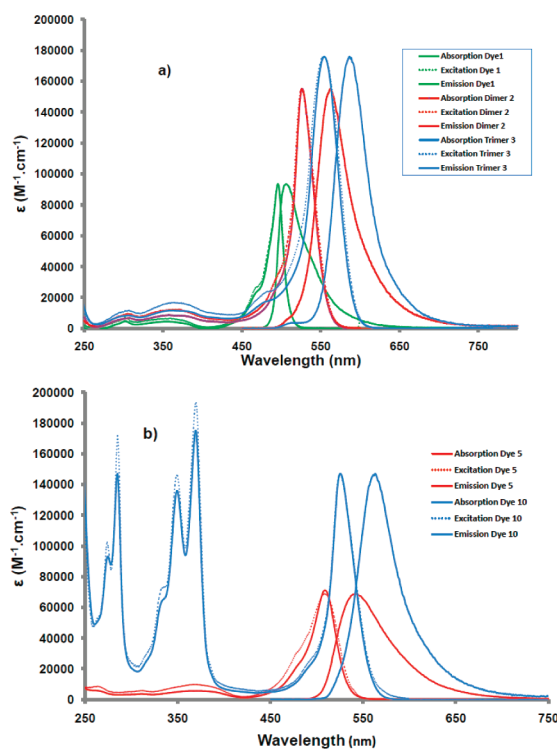 200000
180000
160000
140000
120000
100000
80000
60000
40000
20000
0
ε (M-1.cm-1)
a)
Absorption Dye1
Excitation Dye 1
Emission Dye1
Absorption Dimer 2
Excitation Dimer 2
Emission Dimer 2
Absorption Trimer 3
Excitation Trimer 3
Emission Trimer 3
250 350 450 550 650 750
Wavelength (nm)
200000
180000
160000
140000
120000
100000
80000
60000
40000
20000
0
ε (M-1.cm-1)
b)
Absorption Dye 5
Excitation Dye 5
Emission Dye 5
Absorption Dye 10
Excitation Dye 10
Emission Dye 10
250 350 450 550 650 750
Wavelength (nm)